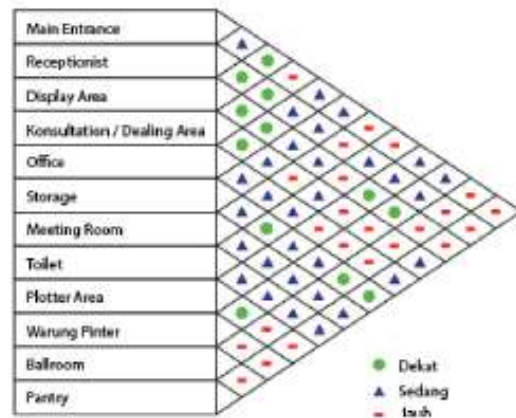 Main Entrance
Receptionist
Display Area
Konsultation / Dealing Area
Office
Storage
Meeting Room
Toilet
Plotter Area
Warung Pinter
Ballroom
Pantry
Dekat
Sedang